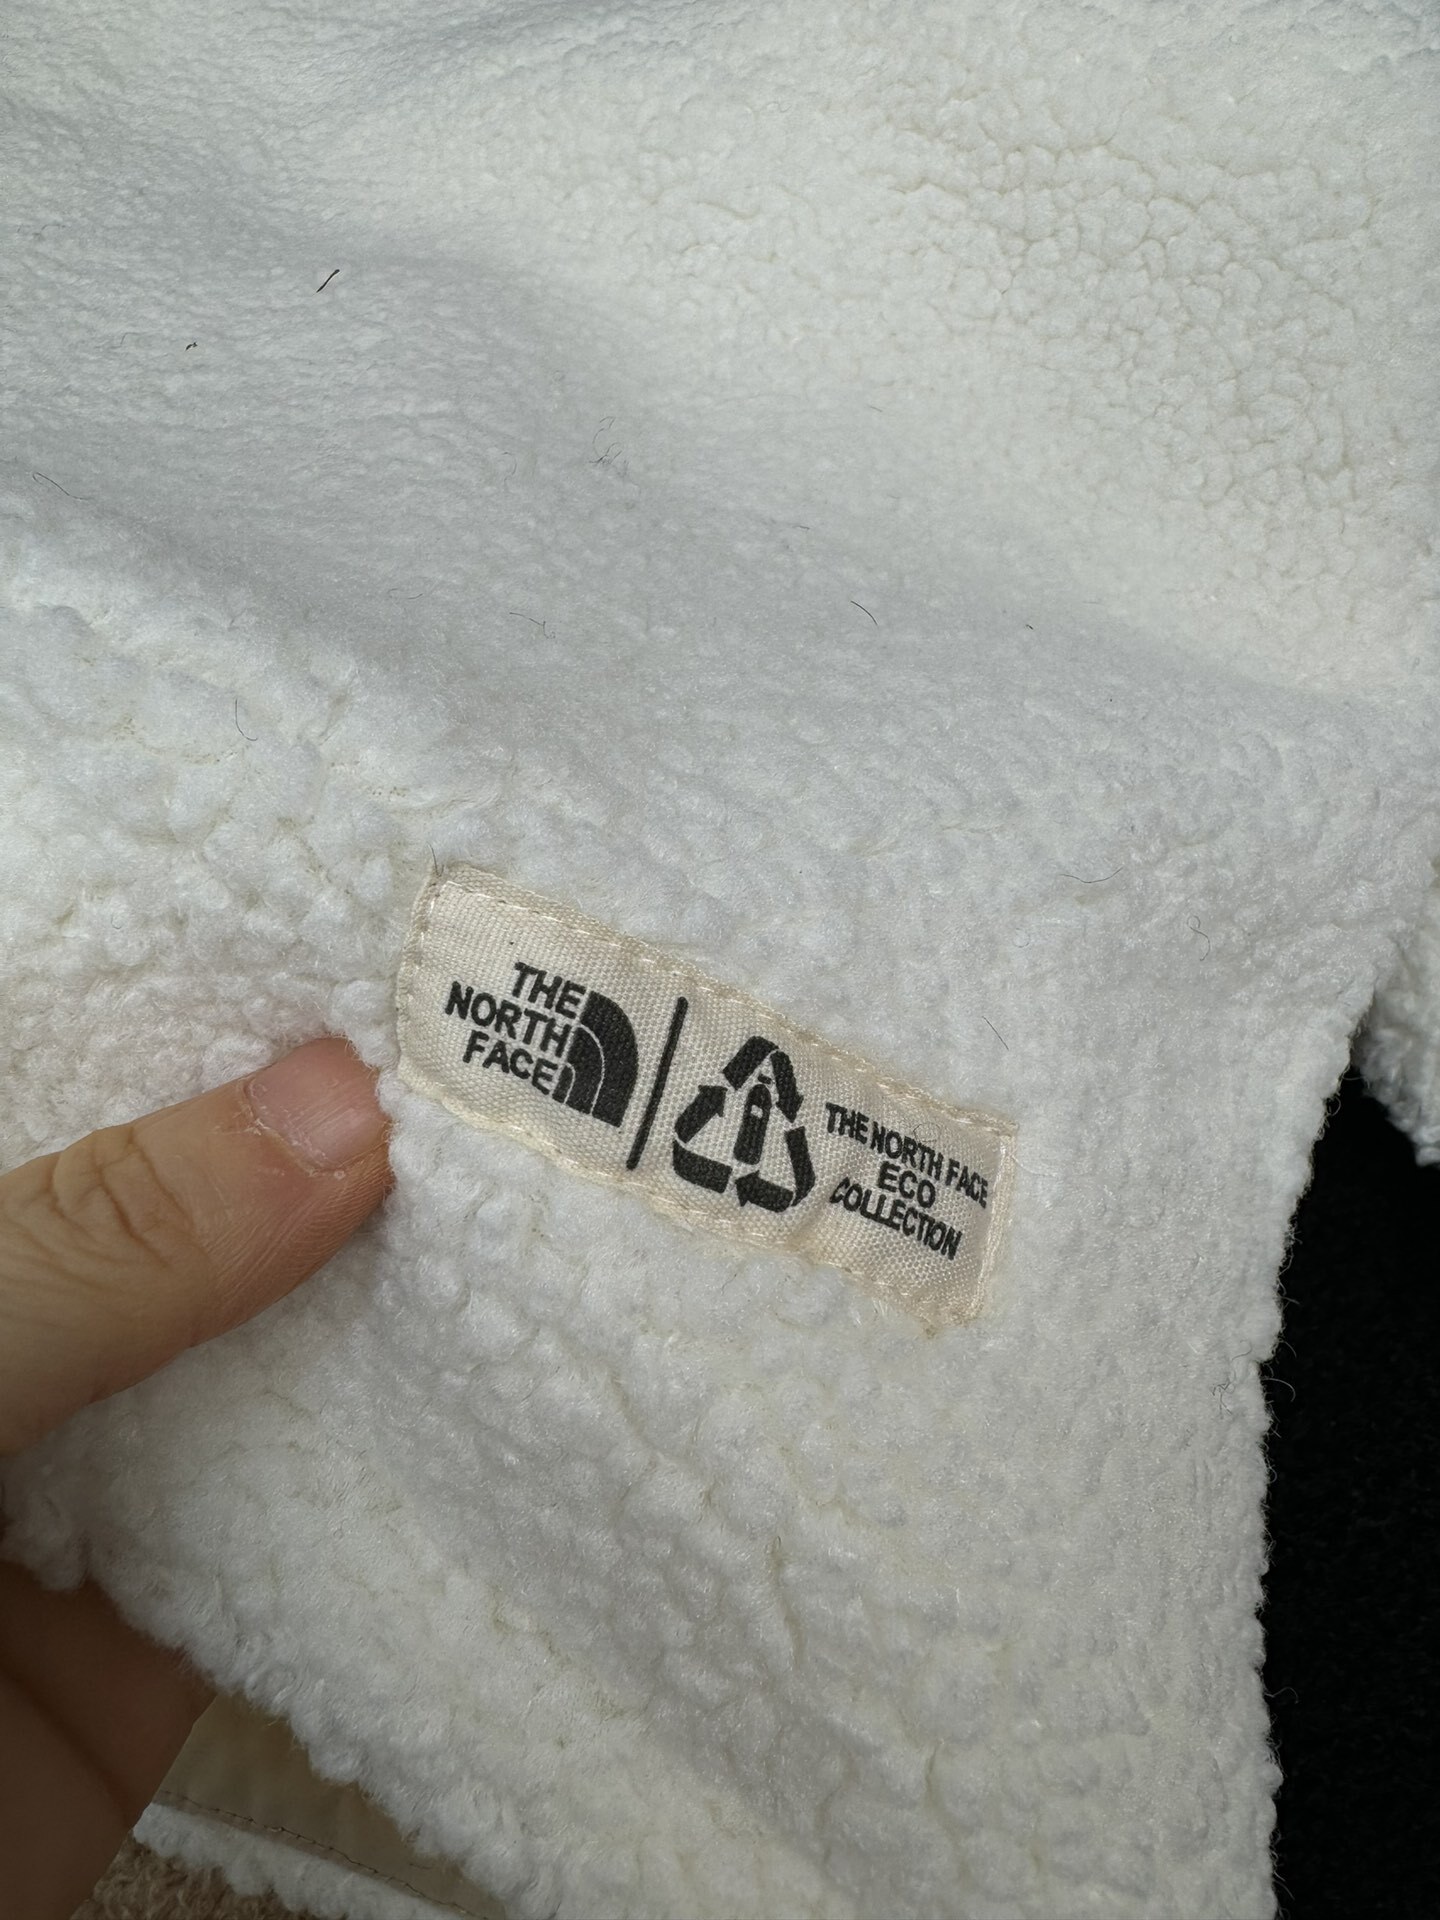 THE
NORTH
FACE
THE NORTH FACE
ECO
COLLECTION